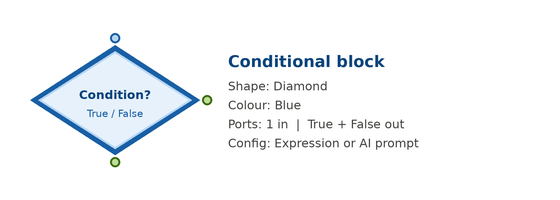 Condition?
True / False
Conditional block
Shape: Diamond
Colour: Blue
Ports: 1 in | True + False out
Config: Expression or AI prompt